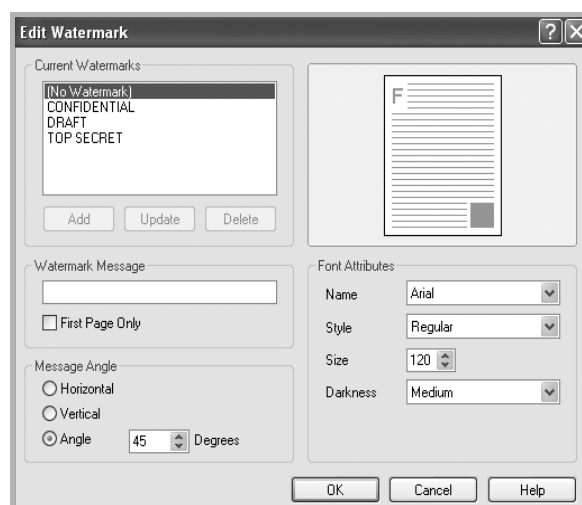 Edit Watermark
Current Watermarks
(No Watermark)
CONFIDENTIAL
DRAFT
TOP SECRET
Add Update Delete
F
Watermark Message
First Page Only
Message Angle
Horizontal
Vertical
Angle 45 Degrees
Font Attributes
Name Arial
Style Regular
Size 120
Darkness Medium
OK Cancel Help